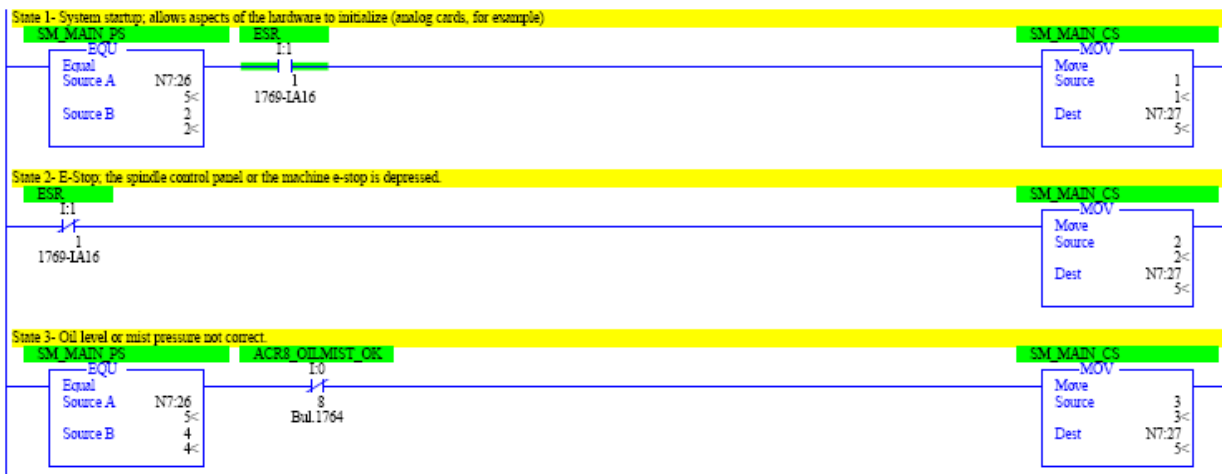 State 1- System startup; allows aspects of the hardware to initialize (analog cards, for example)
SM_MAIN_PS ESR SM_MAIN_CS
EQU I:1 MOV
Equal Move
Source A N7:26 1 Source 1
5< 1769-IA16 1<
Source B 2 Dest N7:27
2< 5<
State 2- E-Stop; the spindle control panel or the machine e-stop is depressed.
ESR SM_MAIN_CS
I:1 MOV
Move
1 Source 2
1769-IA16 2<
Dest N7:27
5<
State 3- Oil level or mist pressure not correct.
SM_MAIN_PS ACR8_OILMIST_OK SM_MAIN_CS
EQU I:0 MOV
Equal Move
Source A N7:26 8 Source 3
5< Bul.1764 3<
Source B 4 Dest N7:27
4< 5<